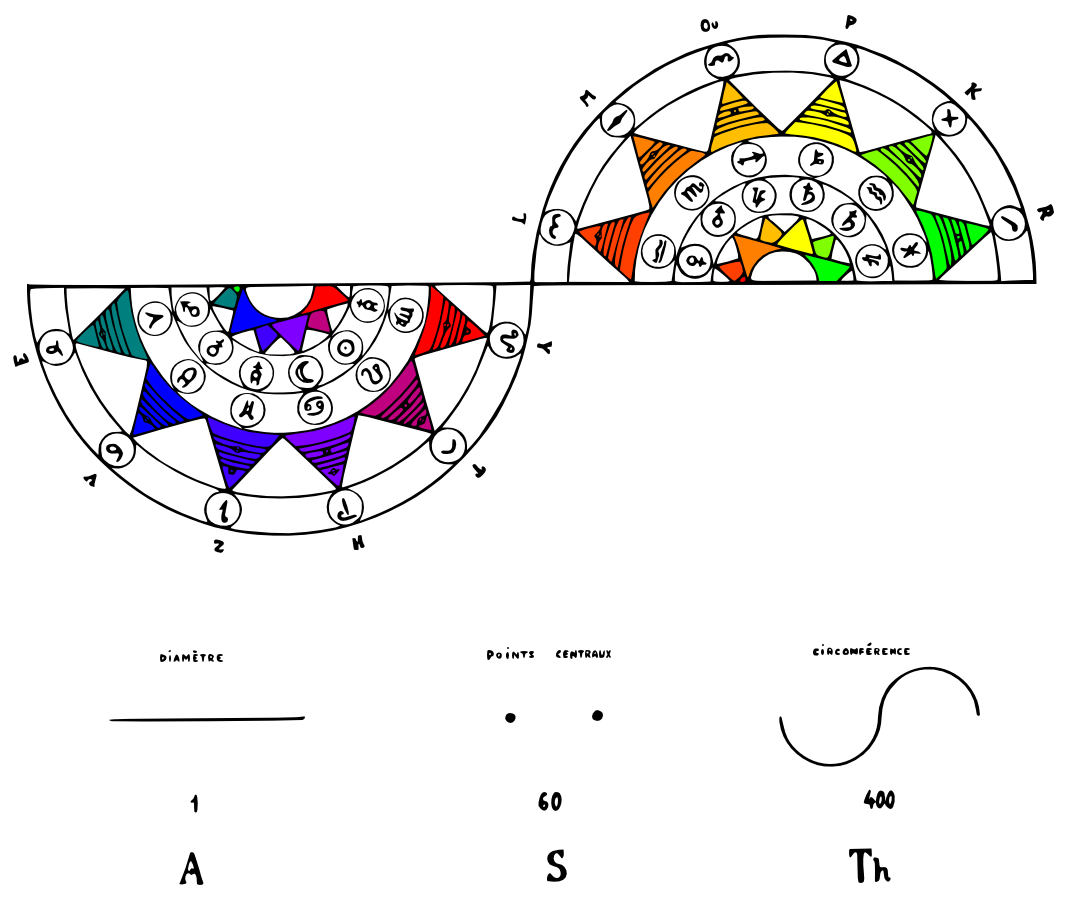 Ou P
M K
L R
E Y
V T
Z H
DIAMÈTRE POINTS CENTRAUX CIRCONFÉRENCE
1 60 400
A S Th